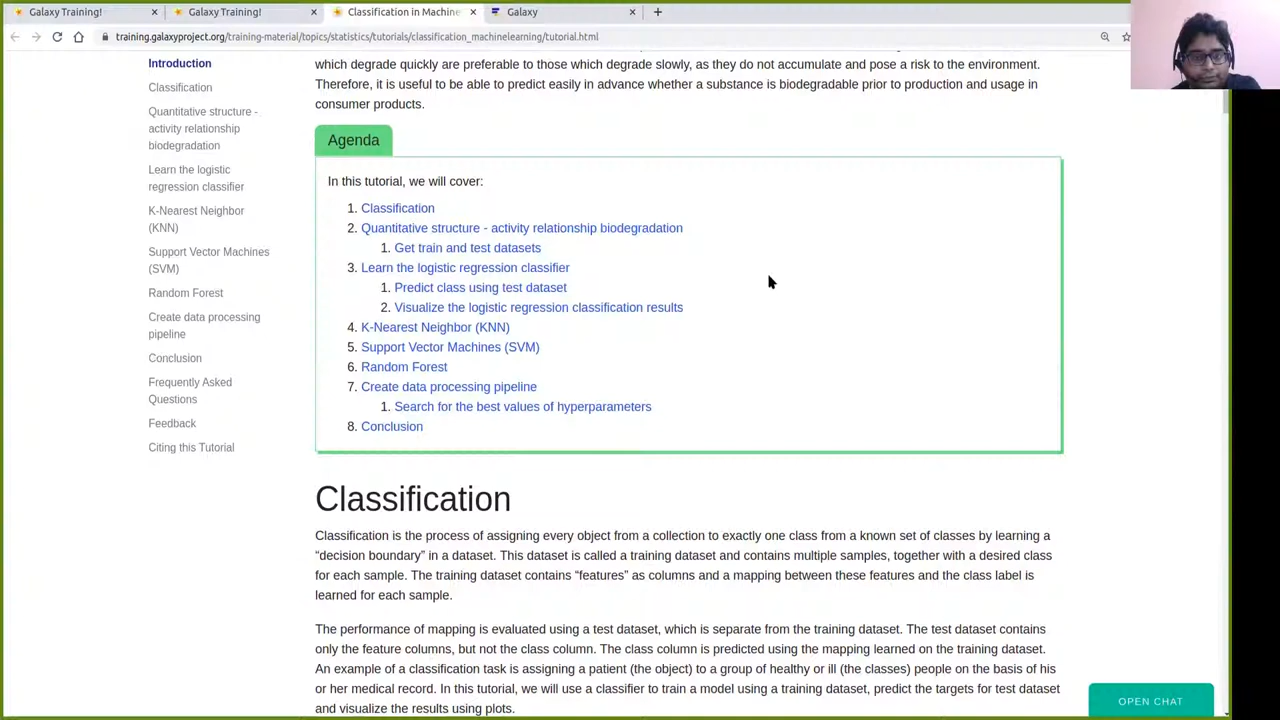 Galaxy Training!
Galaxy Training!
Classification in Machine
Galaxy
training.galaxyproject.org/training-material/topics/statistics/tutorials/classification_machinelearning/tutorial.html
Introduction
Classification
Quantitative structure -
activity relationship
biodegradation
Learn the logistic
regression classifier
K-Nearest Neighbor
(KNN)
Support Vector Machines
(SVM)
Random Forest
Create data processing
pipeline
Conclusion
Frequently Asked
Questions
Feedback
Citing this Tutorial
which degrade quickly are preferable to those which degrade slowly, as they do not accumulate and pose a risk to the environment.
Therefore, it is useful to be able to predict easily in advance whether a substance is biodegradable prior to production and usage in
consumer products.
Agenda
In this tutorial, we will cover:
1. Classification
2. Quantitative structure - activity relationship biodegradation
1. Get train and test datasets
3. Learn the logistic regression classifier
1. Predict class using test dataset
2. Visualize the logistic regression classification results
4. K-Nearest Neighbor (KNN)
5. Support Vector Machines (SVM)
6. Random Forest
7. Create data processing pipeline
1. Search for the best values of hyperparameters
8. Conclusion
Classification
Classification is the process of assigning every object from a collection to exactly one class from a known set of classes by learning a
“decision boundary” in a dataset. This dataset is called a training dataset and contains multiple samples, together with a desired class
for each sample. The training dataset contains “features” as columns and a mapping between these features and the class label is
learned for each sample.
The performance of mapping is evaluated using a test dataset, which is separate from the training dataset. The test dataset contains
only the feature columns, but not the class column. The class column is predicted using the mapping learned on the training dataset.
An example of a classification task is assigning a patient (the object) to a group of healthy or ill (the classes) people on the basis of his
or her medical record. In this tutorial, we will use a classifier to train a model using a training dataset, predict the targets for test dataset
and visualize the results using plots.
OPEN CHAT